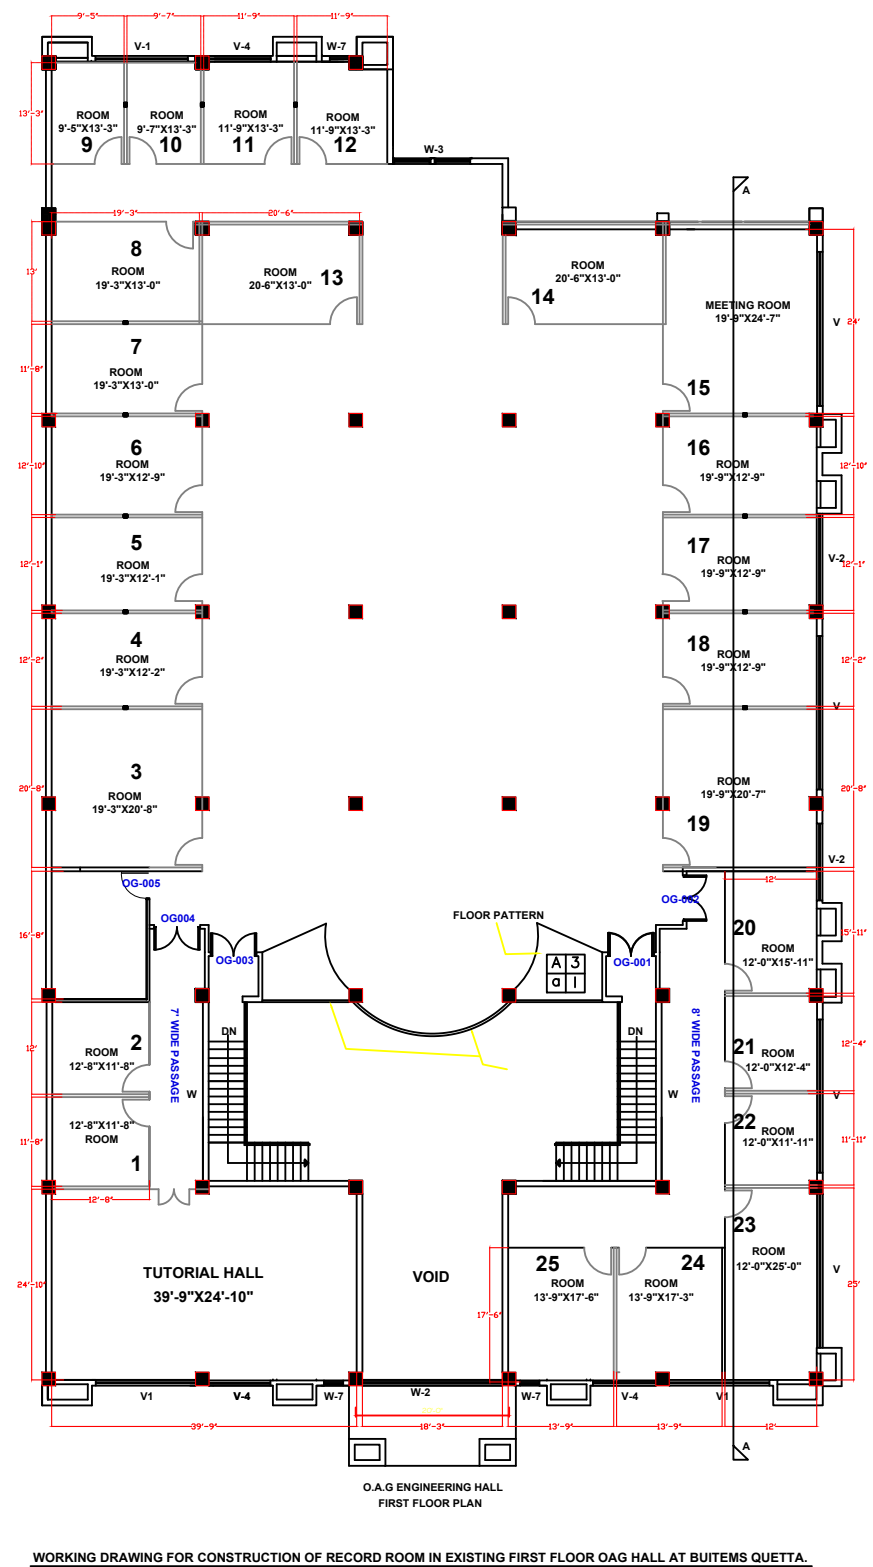 9'-5"
9'-7"
11'-9"
11'-9"
V-1
V-4
W-7
13'-3"
ROOM
9'-5"X13'-3"
9
ROOM
9'-7"X13'-3"
10
ROOM
11'-9"X13'-3"
11
ROOM
11'-9"X13'-3"
12
W-3
A
19'-3"
20'-6"
13'
8
ROOM
19'-3"X13'-0"
ROOM
20-6"X13'-0"
13
ROOM
20'-6"X13'-0"
14
MEETING ROOM
19'-9"X24'-7"
15
V
24'
11'-8"
7
ROOM
19'-3"X13'-0"
12'-10"
6
ROOM
19'-3"X12'-9"
16
ROOM
19'-9"X12'-9"
12'-10"
12'-1"
5
ROOM
19'-3"X12'-1"
17
ROOM
19'-9"X12'-9"
V-2
12'-1"
12'-2"
4
ROOM
19'-3"X12'-2"
18
ROOM
19'-9"X12'-9"
12'-2"
V
20'-8"
3
ROOM
19'-3"X20'-8"
ROOM
19'-9"X20'-7"
19
20'-8"
V-2
OG-005
OG004
OG-003
FLOOR PATTERN
A 3
a 1
OG-001
OG-002
12'
16'-8"
20
ROOM
12'-0"X15'-11"
15'-11"
7' WIDE PASSAGE
8' WIDE PASSAGE
DN
DN
12'
2
ROOM
12'-8"X11'-8"
21
ROOM
12'-0"X12'-4"
12'-4"
W
W
V
11'-8"
12'-8"X11'-8"
ROOM
1
12'-8"
22
ROOM
12'-0"X11'-11"
11'-11"
23
ROOM
12'-0"X25'-0"
V
25'
24'-10"
TUTORIAL HALL
39'-9"X24'-10"
VOID
17'-6"
25
ROOM
13'-9"X17'-6"
24
ROOM
13'-9"X17'-3"
V1
V-4
W-7
W-2
W-7
V-4
V1
39'-9"
18'-3"
13'-9"
13'-9"
12'
A
O.A.G ENGINEERING HALL
FIRST FLOOR PLAN
WORKING DRAWING FOR CONSTRUCTION OF RECORD ROOM IN EXISTING FIRST FLOOR OAG HALL AT BUITEMS QUETTA.